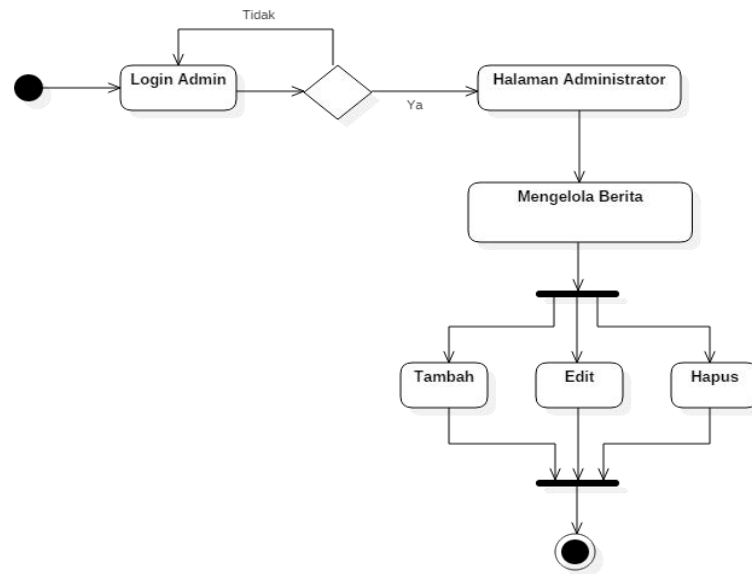 Tidak
Login Admin
Ya
Halaman Administrator
Mengelola Berita
Tambah
Edit
Hapus